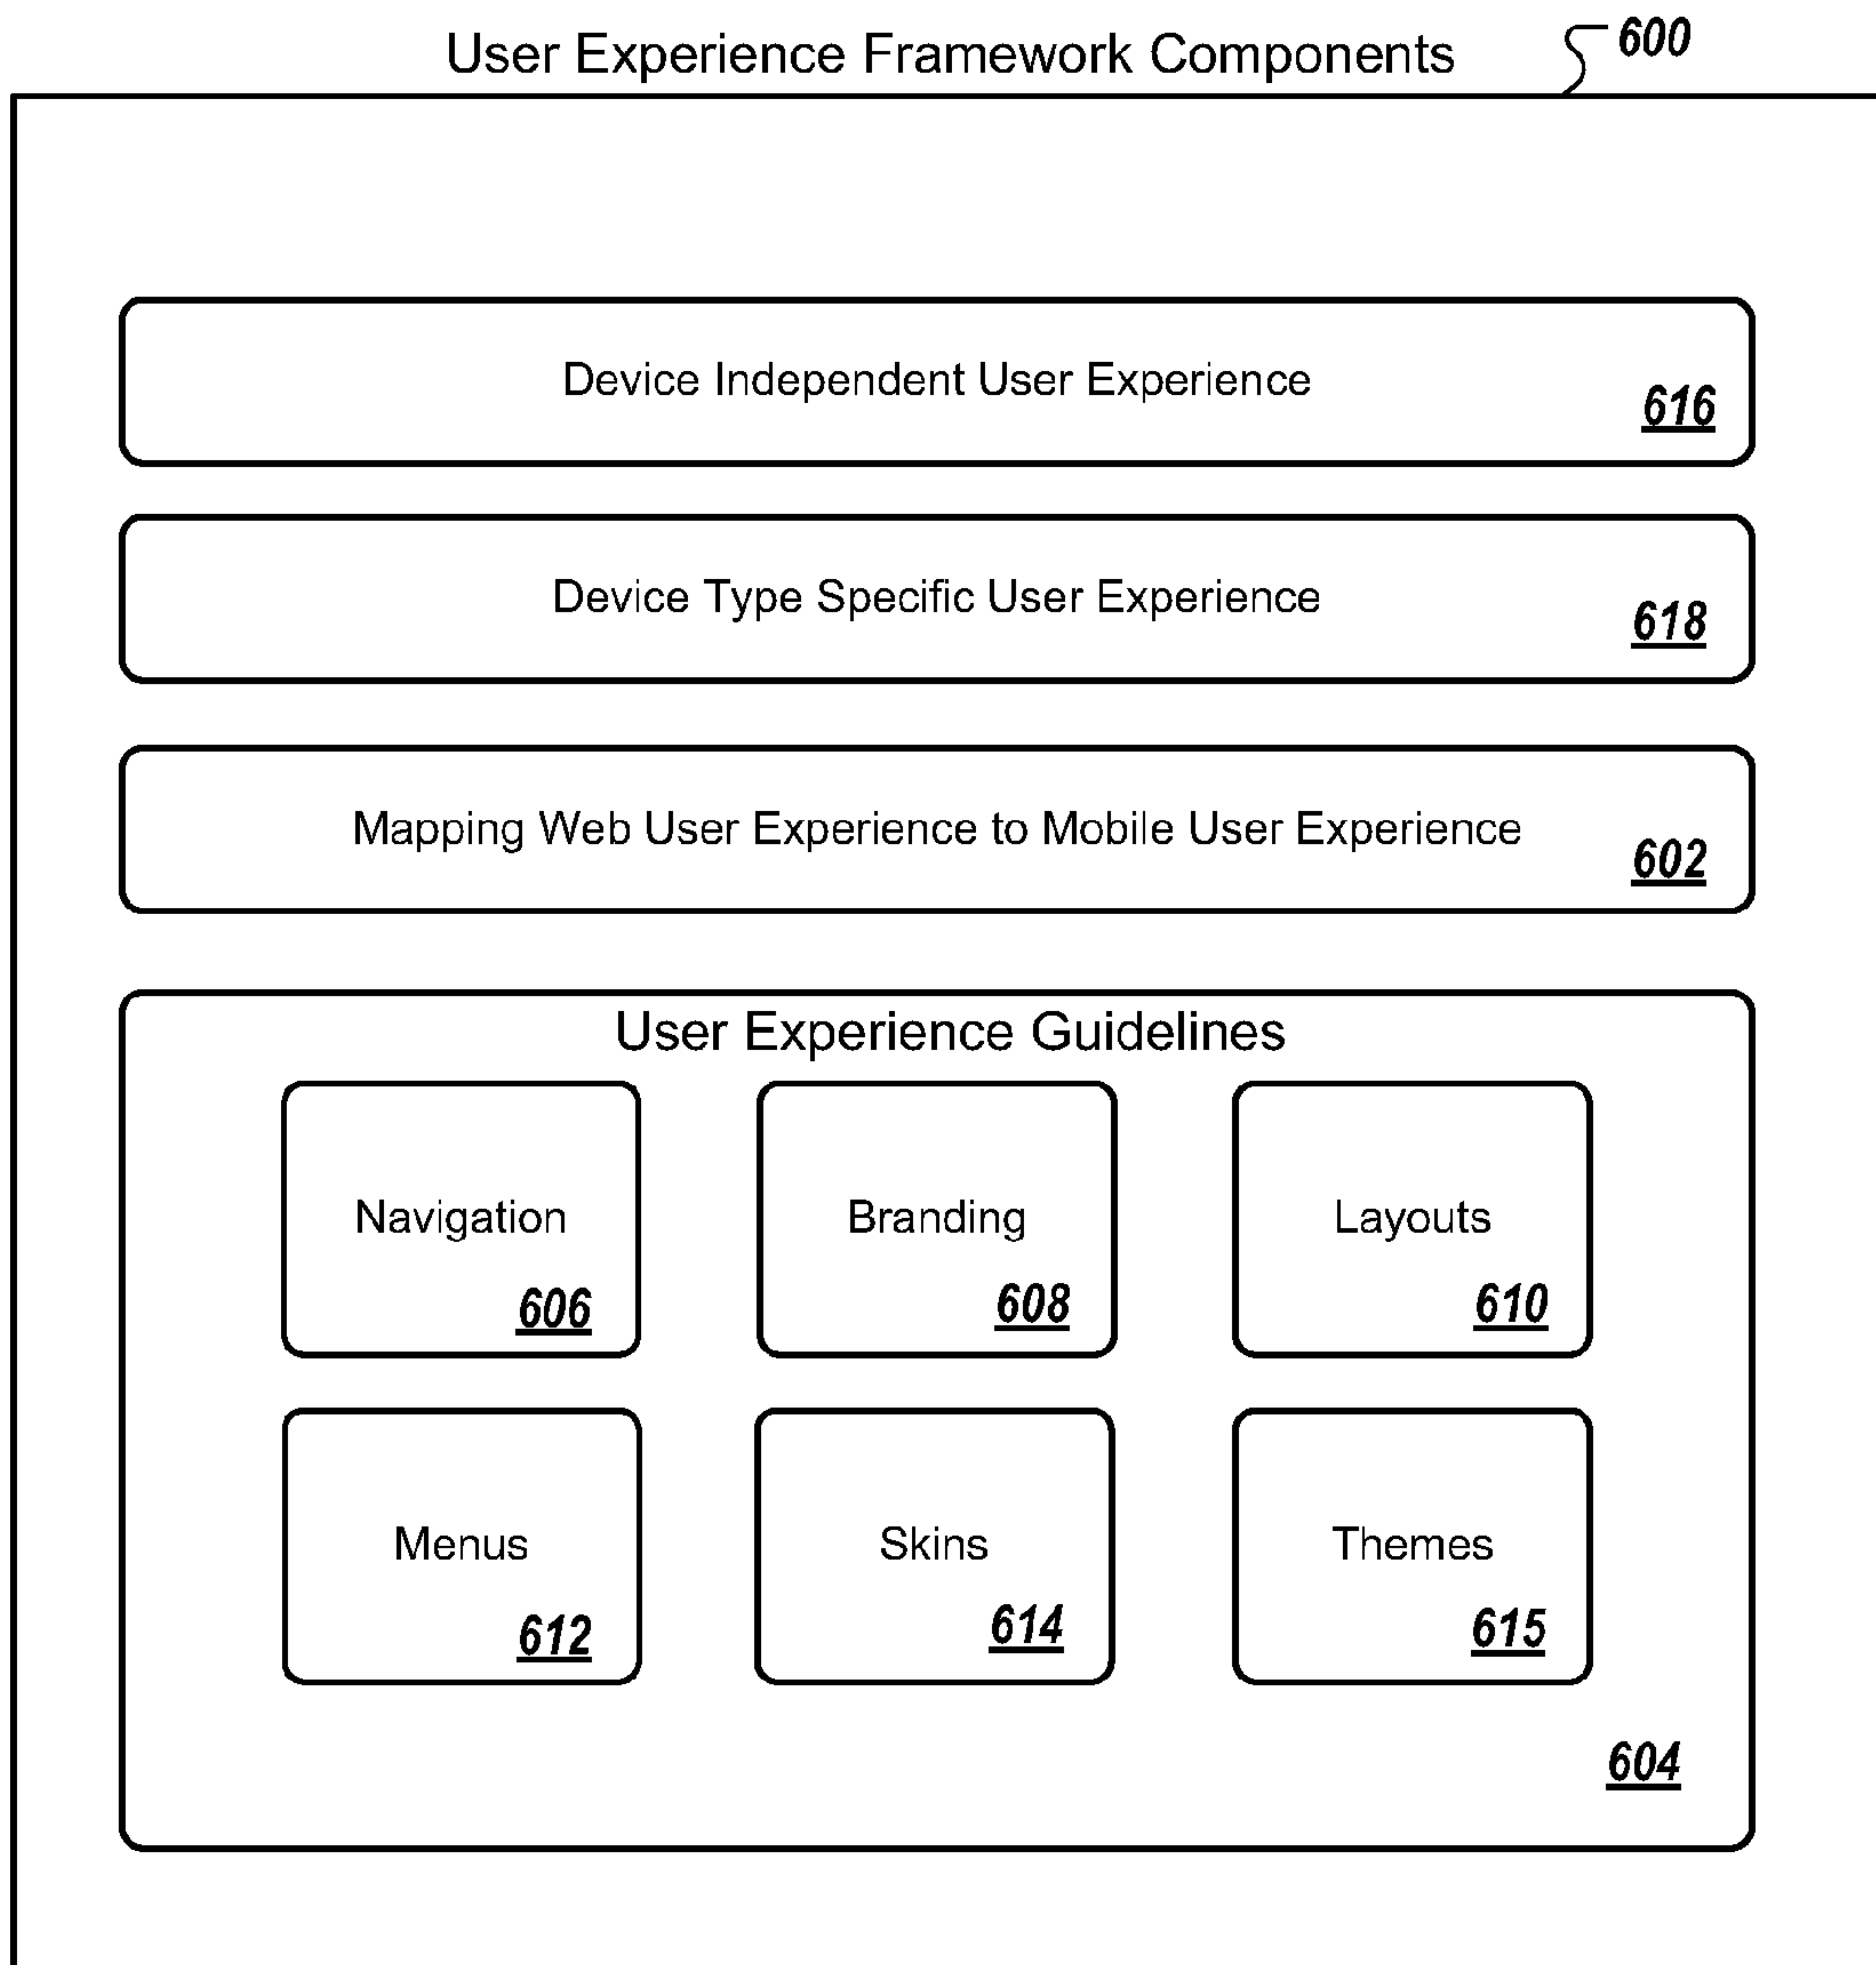 User Experience Framework Components
600
Device Independent User Experience
616
Device Type Specific User Experience
618
Mapping Web User Experience to Mobile User Experience
602
User Experience Guidelines
Navigation
606
Branding
608
Layouts
610
Menus
612
Skins
614
Themes
615
604